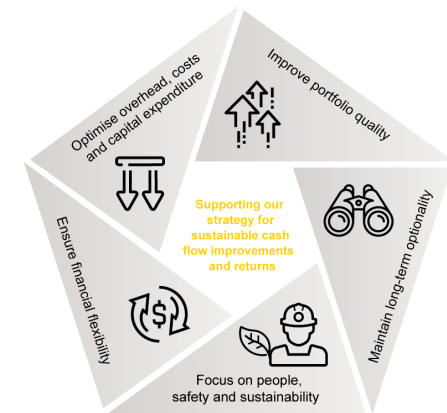 Optimise overhead, costs
and capital expenditure
Improve portfolio quality
Supporting our
strategy for
sustainable cash
flow improvements
and returns
Ensure financial flexibility
$
Maintain long-term optionality
Focus on people,
safety and sustainability